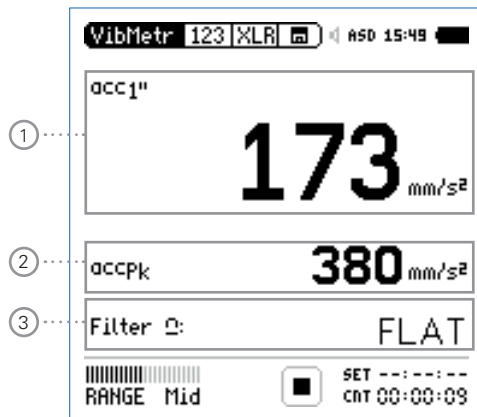 VibMetr 123 XLR ASD 15:49
acc1"
1 173 mm/s²
2 accPk 380 mm/s²
3 Filter Ω: FLAT
SET --:--:--
RANGE Mid CNT 00:00:09